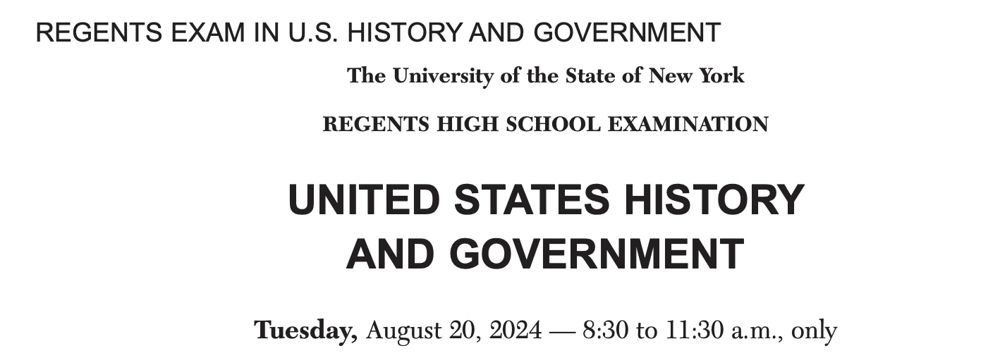 REGENTS EXAM IN U.S. HISTORY AND GOVERNMENT
The University of the State of New York
REGENTS HIGH SCHOOL EXAMINATION
UNITED STATES HISTORY
AND GOVERNMENT
Tuesday, August 20, 2024 — 8:30 to 11:30 a.m., only